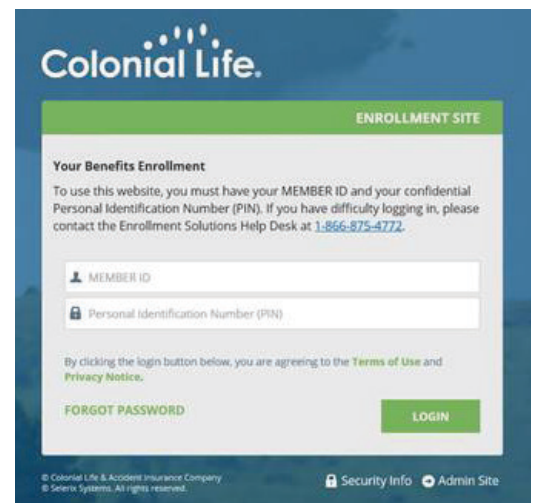 Colonial Life.
ENROLLMENT SITE
Your Benefits Enrollment
To use this website, you must have your MEMBER ID and your confidential
Personal Identification Number (PIN). If you have difficulty logging in, please
contact the Enrollment Solutions Help Desk at 1-866-875-4772.
MEMBER ID
Personal Identification Number (PIN)
By clicking the login button below, you are agreeing to the Terms of Use and
Privacy Notice.
FORGOT PASSWORD
LOGIN
© Colonial Life & Accident Insurance Company
© Selerix Systems. All rights reserved.
Security Info
Admin Site